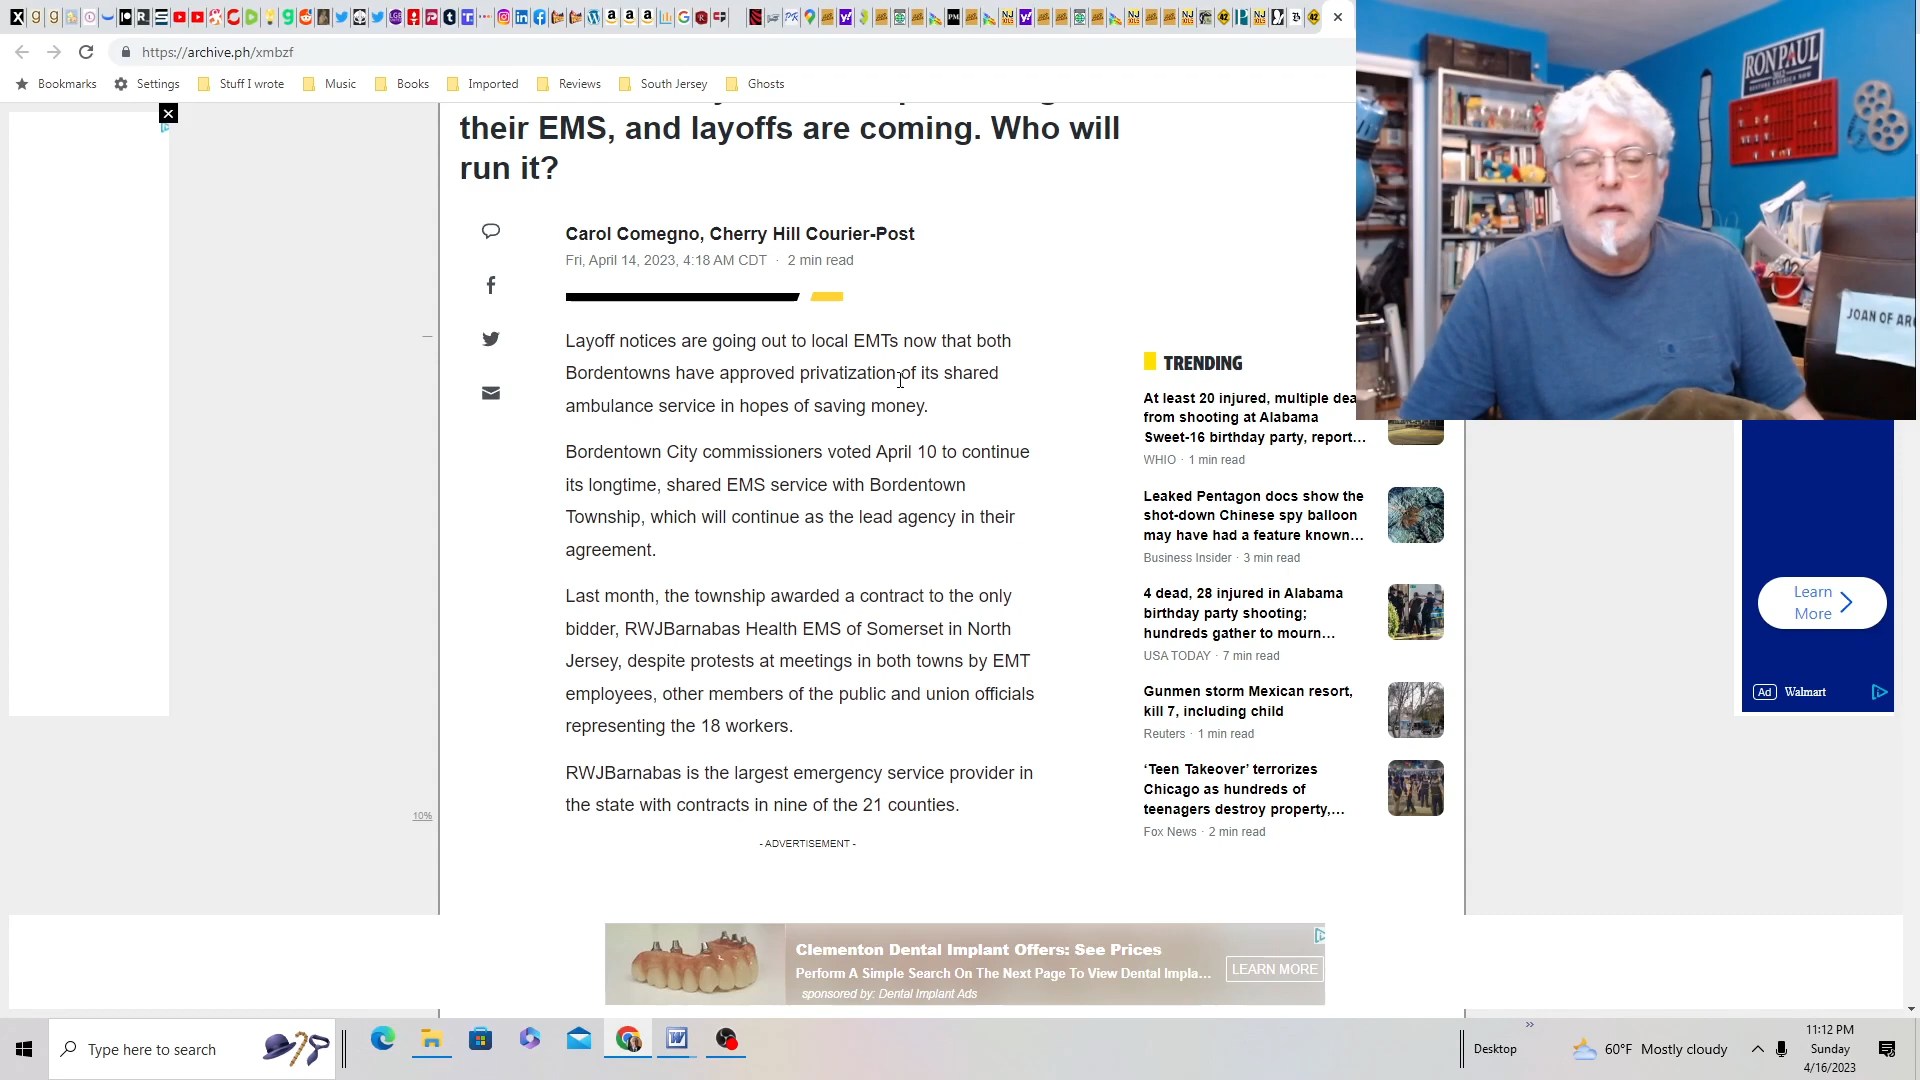 https://archive.ph/xmbzf
Bookmarks
Settings
Stuff I wrote
Music
Books
Imported
Reviews
South Jersey
Ghosts
their EMS, and layoffs are coming. Who will
run it?
Carol Comegno, Cherry Hill Courier-Post
Fri, April 14, 2023, 4:18 AM CDT · 2 min read
Layoff notices are going out to local EMTs now that both
Bordentowns have approved privatization of its shared
ambulance service in hopes of saving money.
Bordentown City commissioners voted April 10 to continue
its longtime, shared EMS service with Bordentown
Township, which will continue as the lead agency in their
agreement.
Last month, the township awarded a contract to the only
bidder, RWJBarnabas Health EMS of Somerset in North
Jersey, despite protests at meetings in both towns by EMT
employees, other members of the public and union officials
representing the 18 workers.
RWJBarnabas is the largest emergency service provider in
the state with contracts in nine of the 21 counties.
- ADVERTISEMENT -
10%
TRENDING
At least 20 injured, multiple dea
from shooting at Alabama
Sweet-16 birthday party, report...
WHIO · 1 min read
Leaked Pentagon docs show the
shot-down Chinese spy balloon
may have had a feature known...
Business Insider · 3 min read
4 dead, 28 injured in Alabama
birthday party shooting;
hundreds gather to mourn...
USA TODAY · 7 min read
Gunmen storm Mexican resort,
kill 7, including child
Reuters · 1 min read
‘Teen Takeover’ terrorizes
Chicago as hundreds of
teenagers destroy property,...
Fox News · 2 min read
RON PAUL
JOAN OF AR
Learn
More
Ad Walmart
Clementon Dental Implant Offers: See Prices
Perform A Simple Search On The Next Page To View Dental Impla...
sponsored by: Dental Implant Ads
LEARN MORE
Type here to search
Desktop
60°F Mostly cloudy
11:12 PM
Sunday
4/16/2023